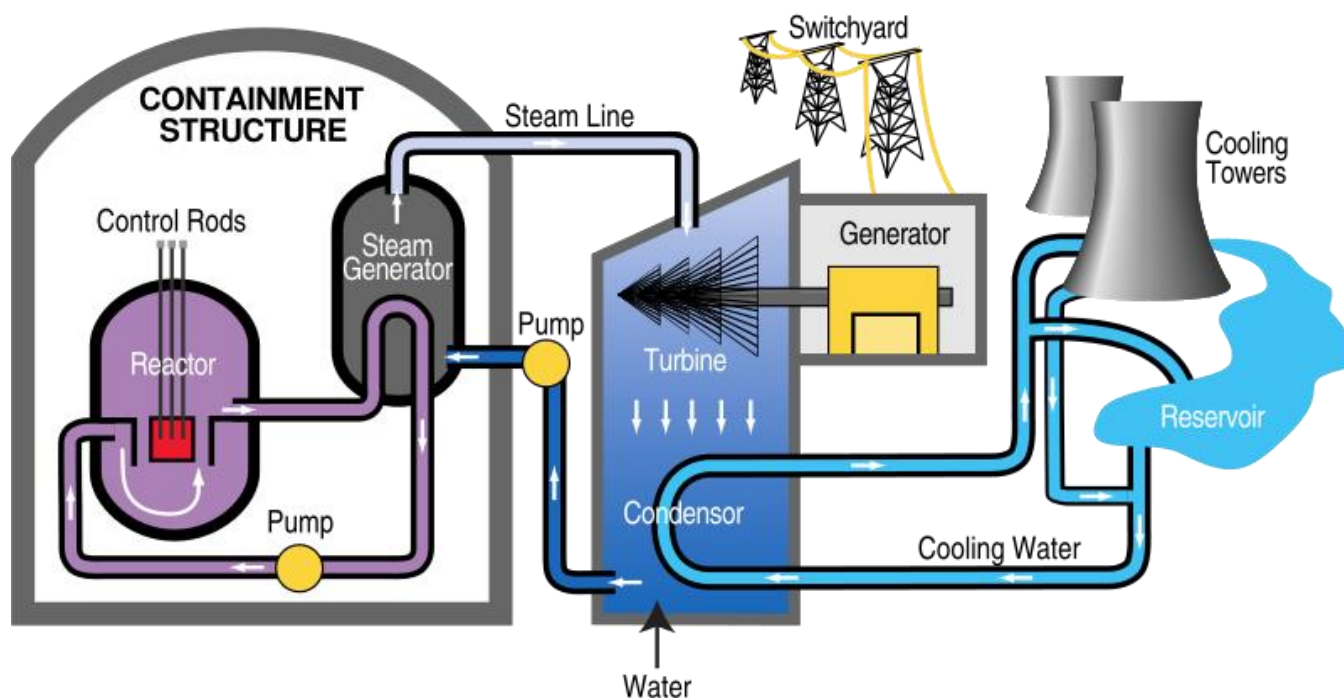 Switchyard
CONTAINMENT
STRUCTURE
Steam Line
Cooling
Towers
Control Rods
Steam
Generator
Generator
Pump
Reactor
Turbine
Reservoir
Pump
Condensor
Cooling Water
Water